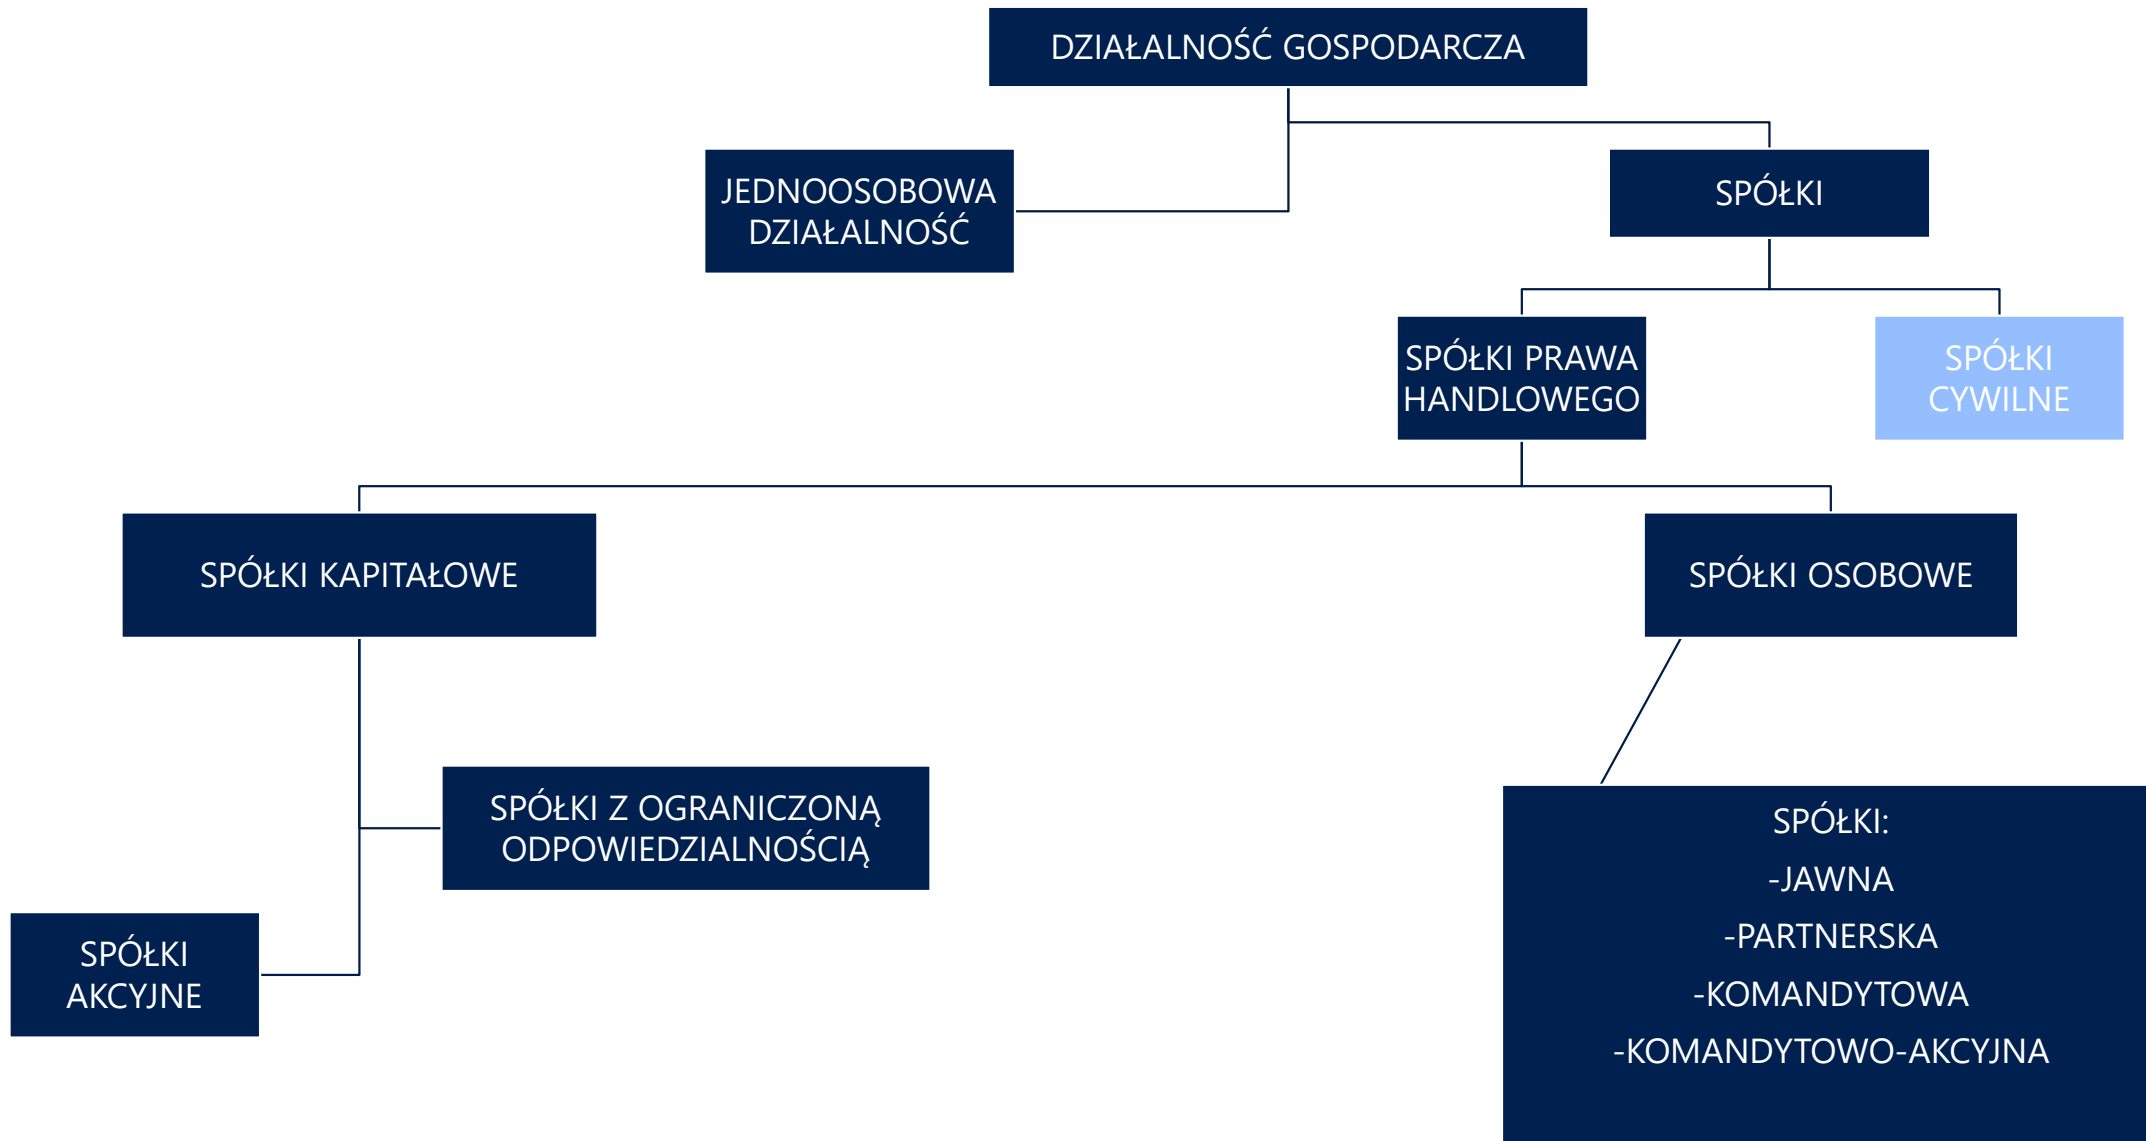 DZIAŁALNOŚĆ GOSPODARCZA
JEDNOOSOBOWA
DZIAŁALNOŚĆ
SPÓŁKI
SPÓŁKI PRAWA
HANDLOWEGO
SPÓŁKI
CYWILNE
SPÓŁKI KAPITAŁOWE
SPÓŁKI OSOBOWE
SPÓŁKI Z OGRANICZONĄ
ODPOWIEDZIALNOŚCIĄ
SPÓŁKI
AKCYJNE
SPÓŁKI:
-JAWNA
-PARTNERSKA
-KOMANDYTOWA
-KOMANDYTOWO-AKCYJNA